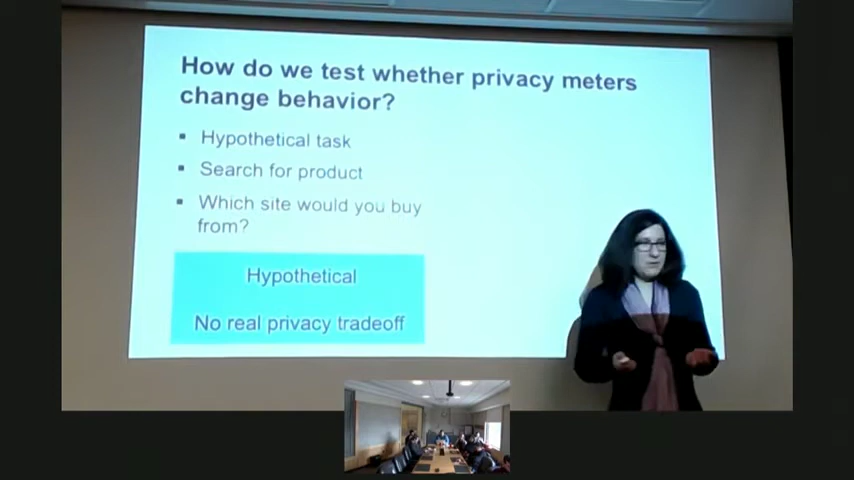 How do we test whether privacy meters
change behavior?
▪ Hypothetical task
▪ Search for product
▪ Which site would you buy
from?
Hypothetical
No real privacy tradeoff